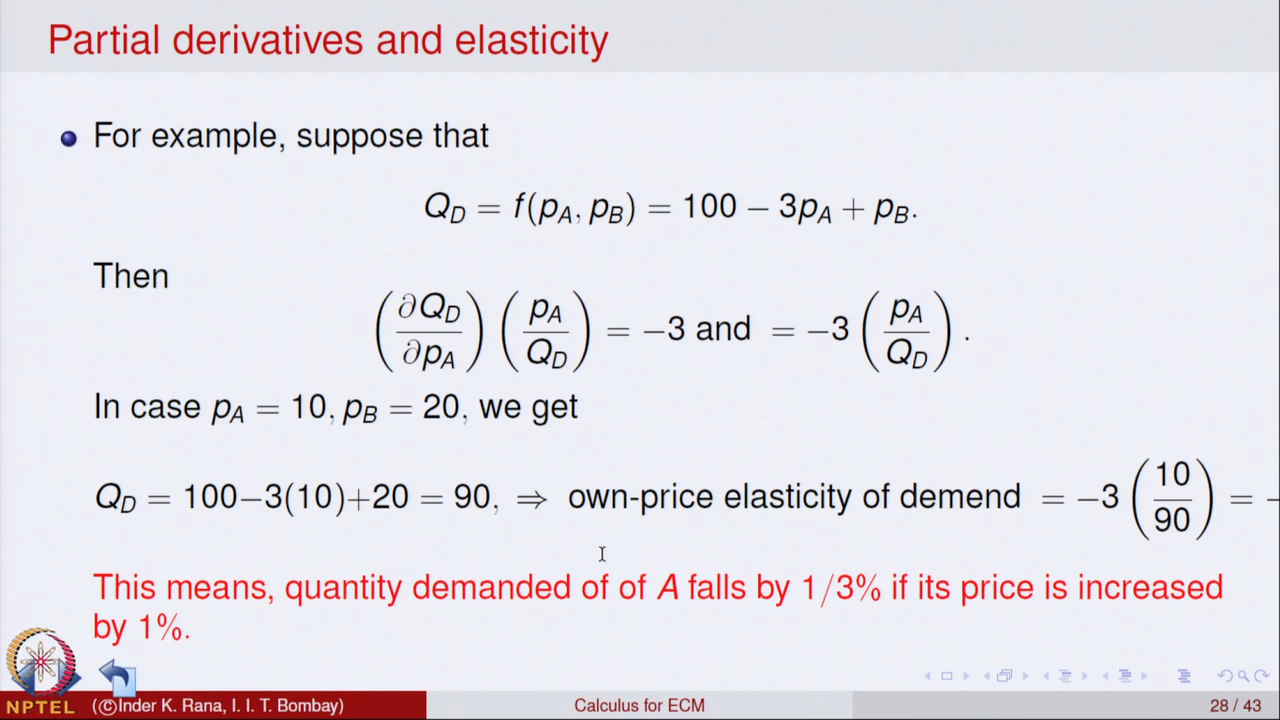 Partial derivatives and elasticity
For example, suppose that
Q_D = f(p_A, p_B) = 100 − 3p_A + p_B.
Then
(∂Q_D/∂p_A) (p_A/Q_D) = −3 and = −3 (p_A/Q_D).
In case p_A = 10, p_B = 20, we get
Q_D = 100−3(10)+20 = 90, ⇒ own-price elasticity of demend = −3 (10/90) = −
This means, quantity demanded of of A falls by 1/3% if its price is increased
by 1%.
NPTEL (©Inder K. Rana, I. I. T. Bombay) Calculus for ECM 28 / 43